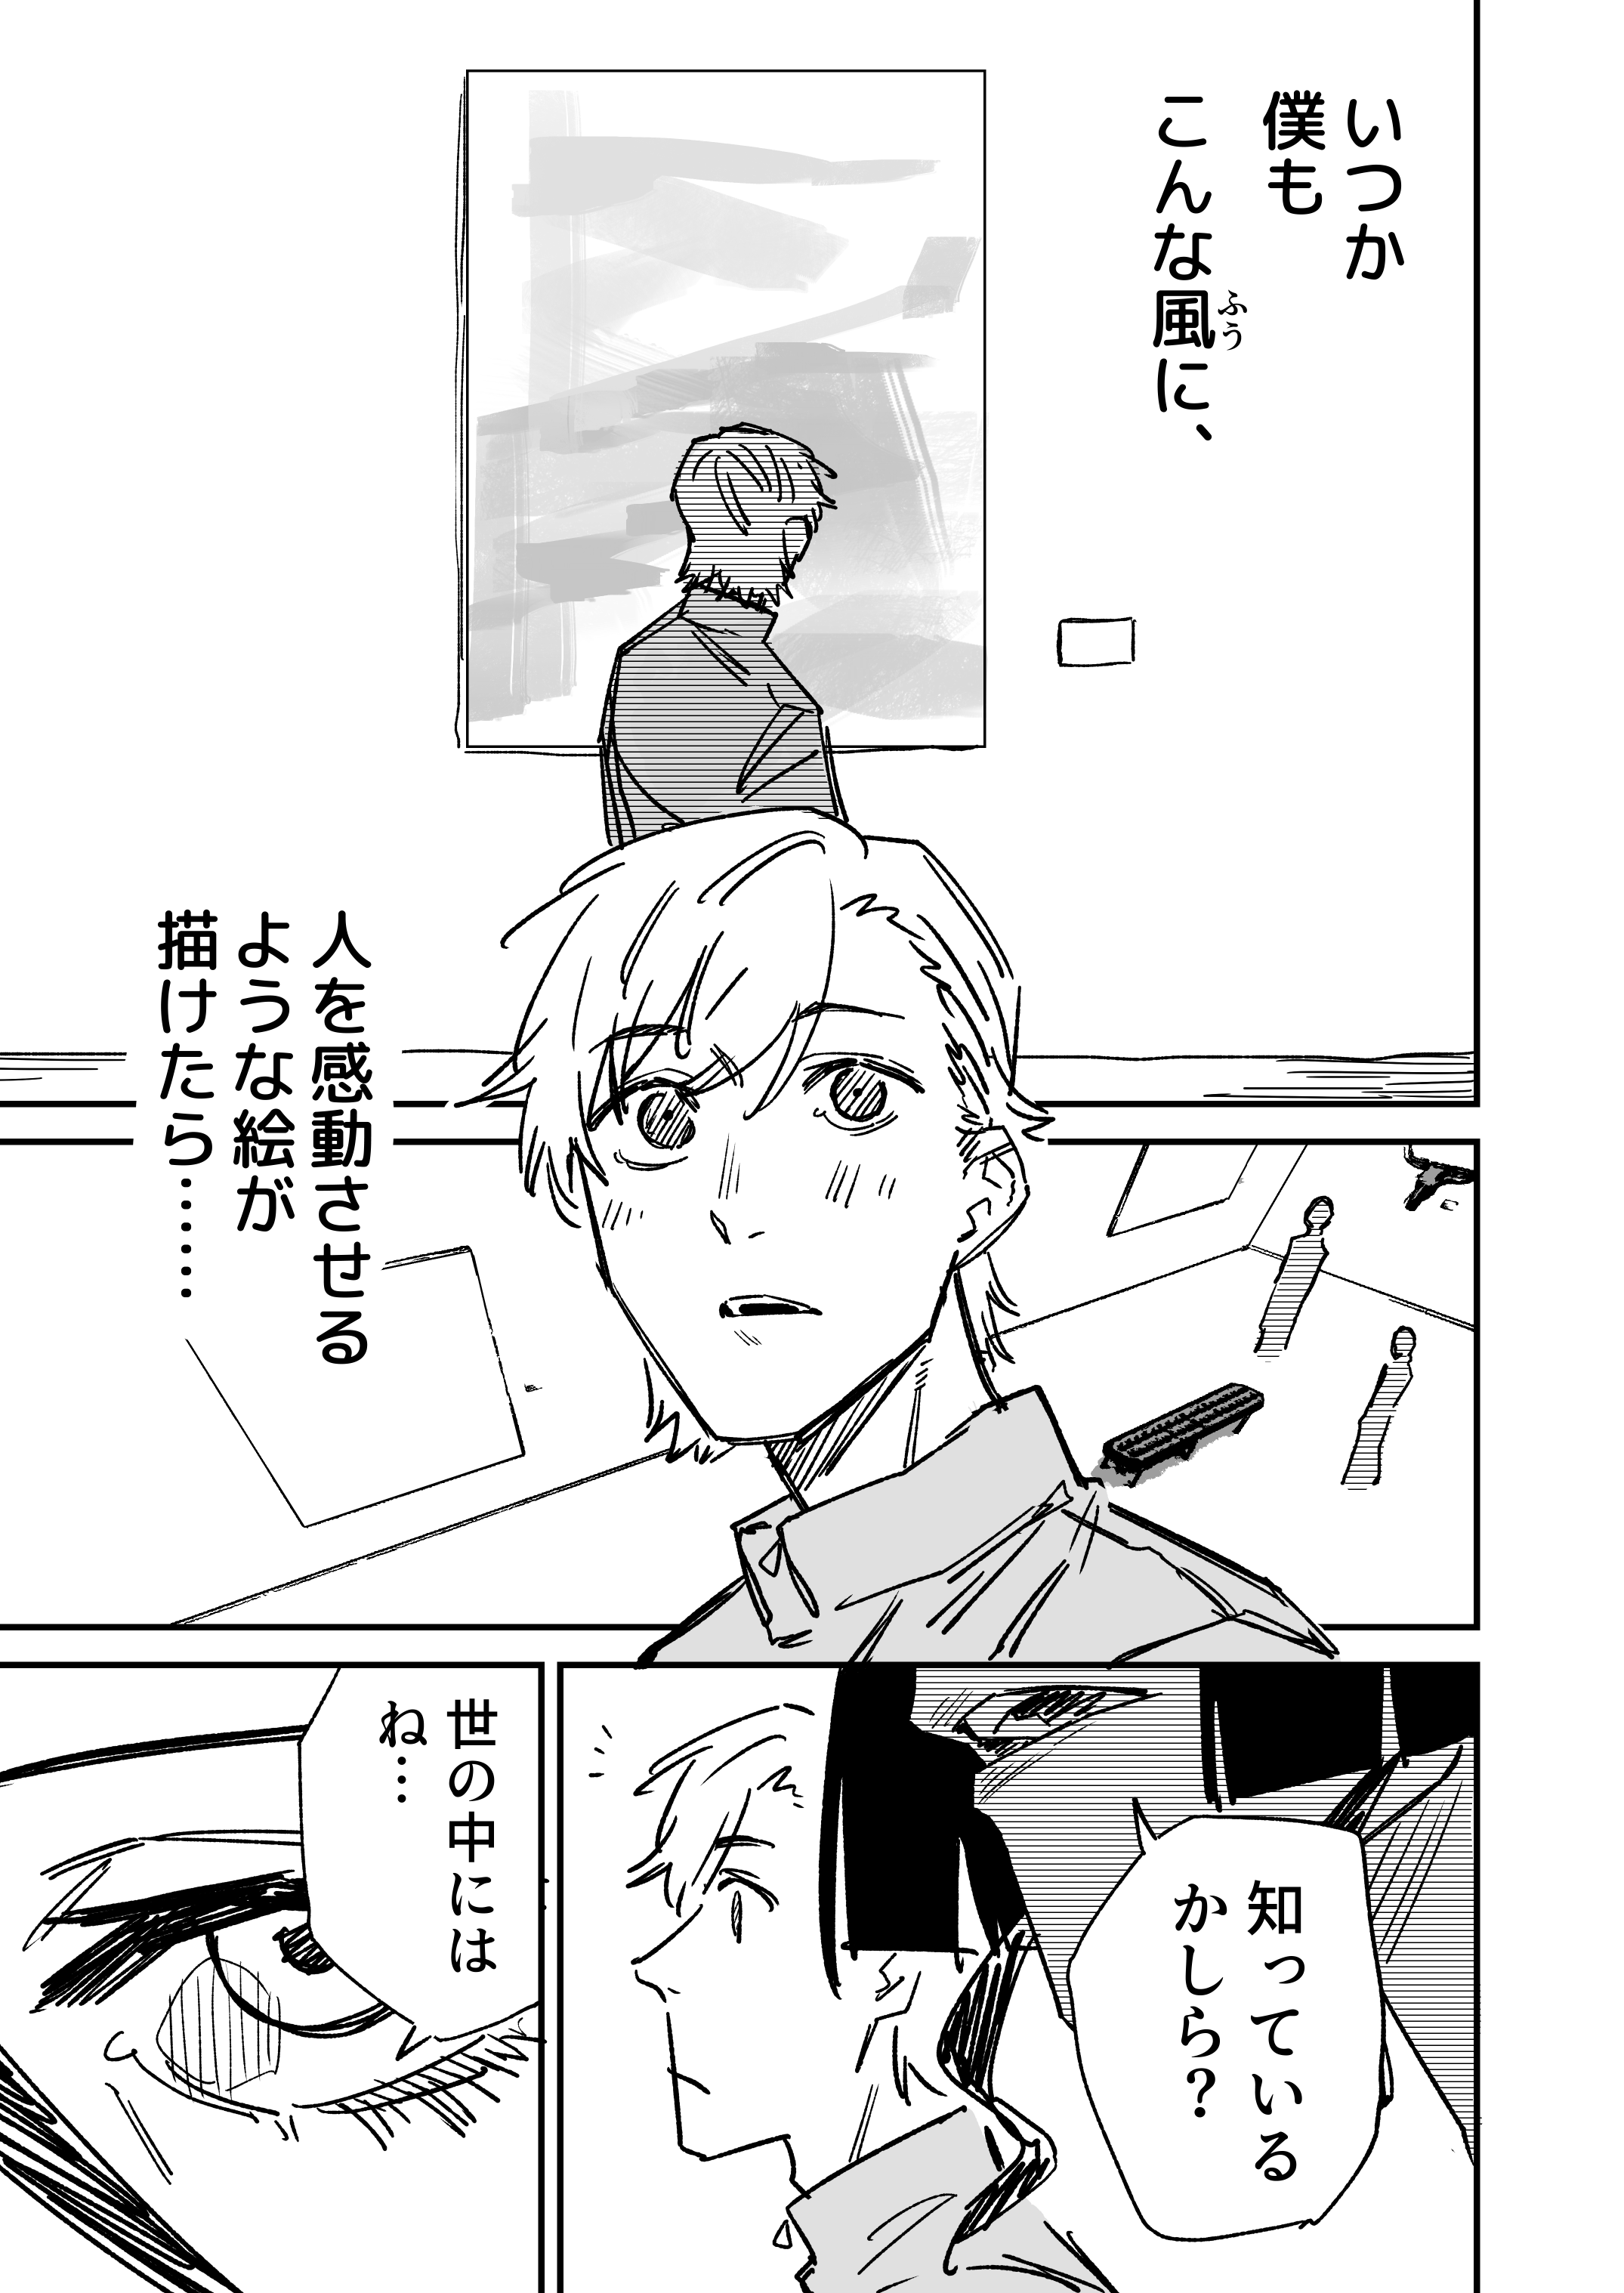 いつか
僕も
こんな風に、
ふう
人を感動させる
ような絵が
描けたら……
知っている
かしら?
世の中には
ね…